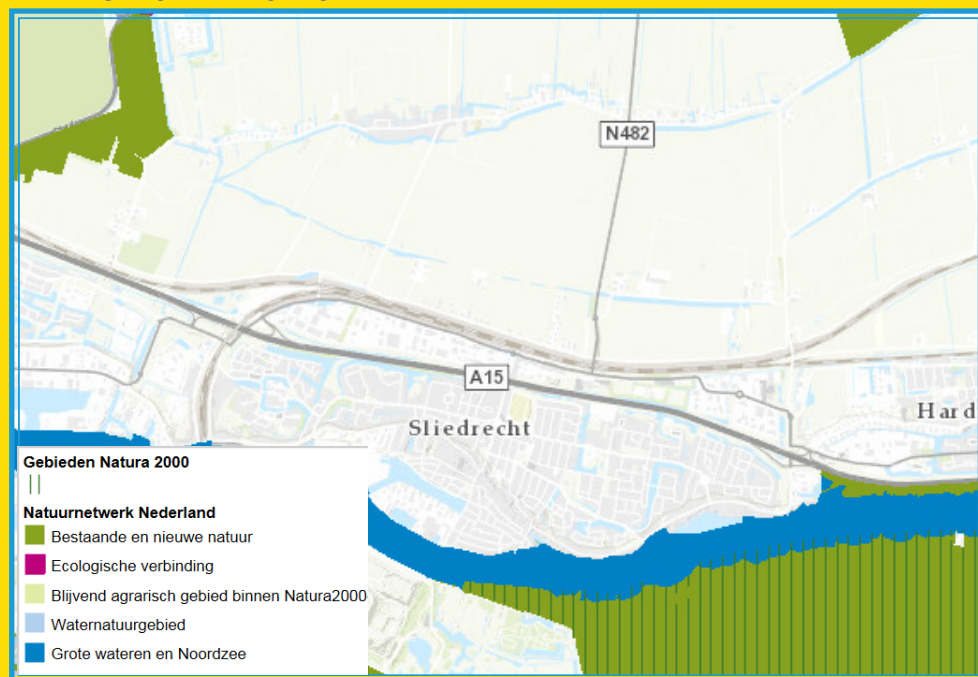 N482
A15
Sliedrecht
Hard
Gebieden Natura 2000
Natuurnetwerk Nederland
Bestaande en nieuwe natuur
Ecologische verbinding
Blijvend agrarisch gebied binnen Natura2000
Waternatuurgebied
Grote wateren en Noordzee